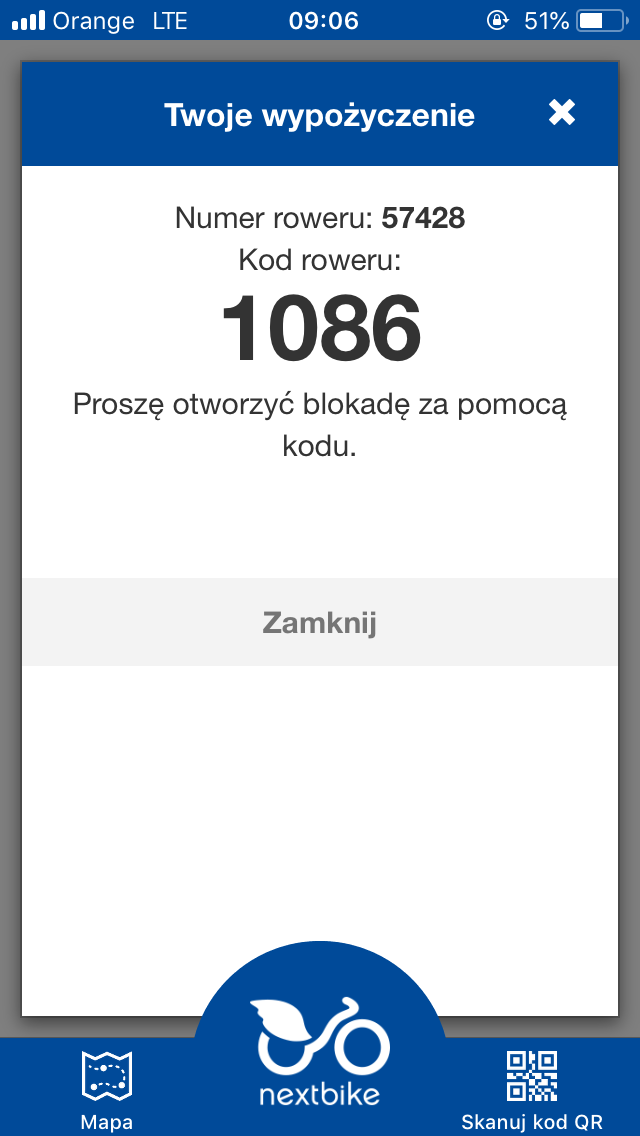 Orange LTE 09:06 51%
Twoje wypożyczenie
Numer roweru: 57428
Kod roweru:
1086
Proszę otworzyć blokadę za pomocą
kodu.
Zamknij
nextbike
Mapa
Skanuj kod QR